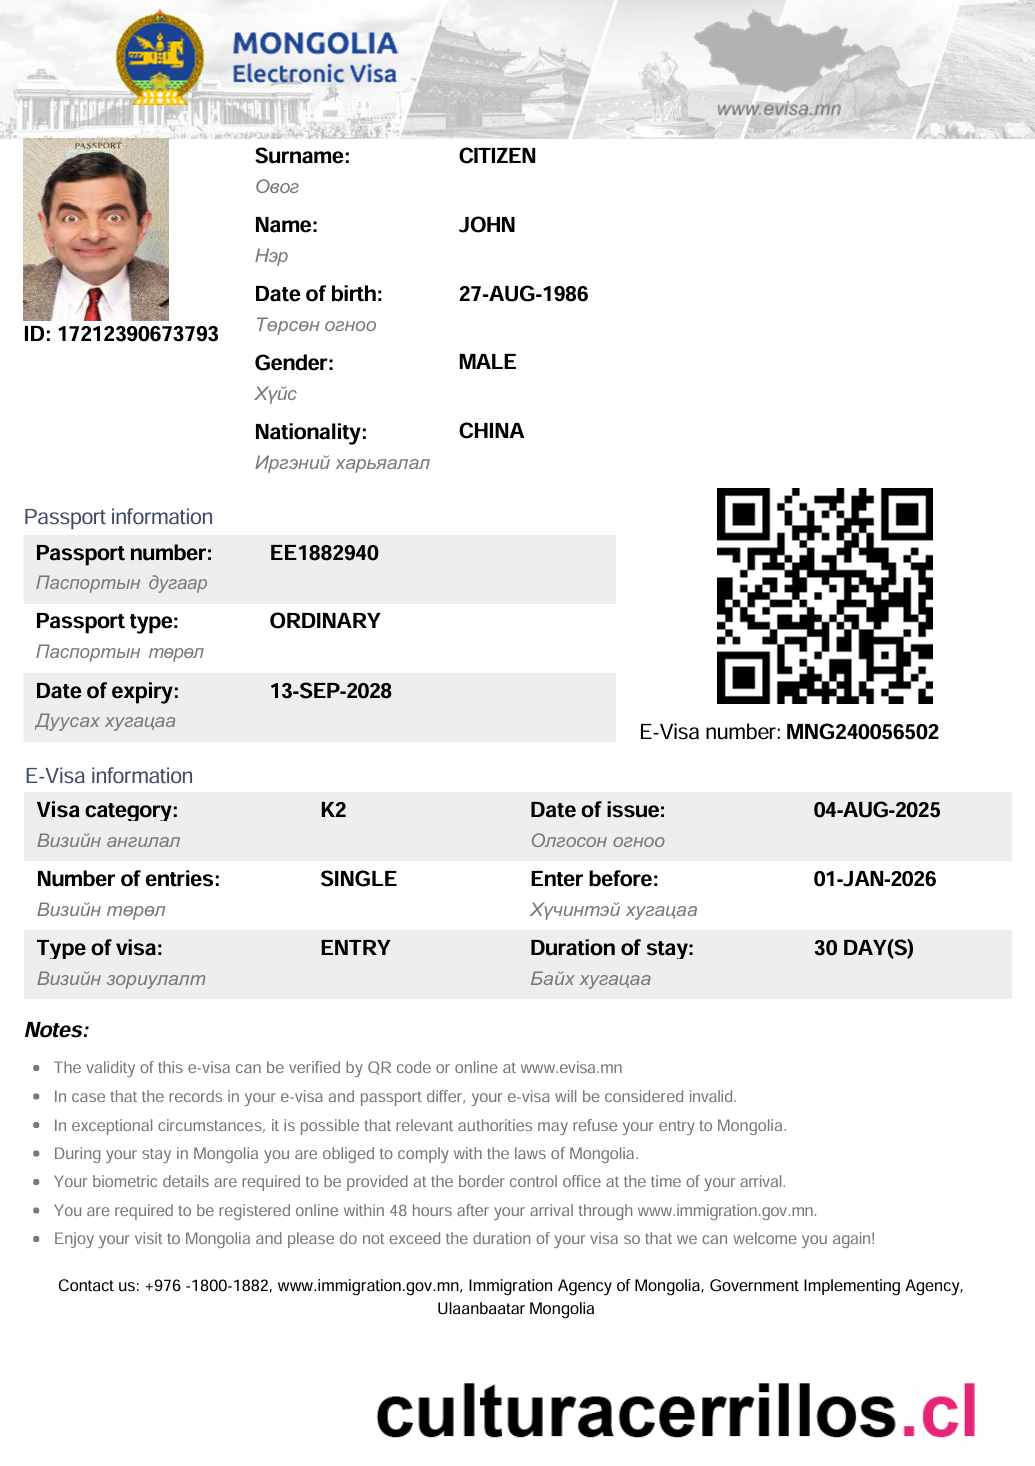 MONGOLIA
Electronic Visa
www.evisa.mn
PASSPORT
ID: 17212390673793
Surname: CITIZEN
Овог
Name: JOHN
Нэр
Date of birth: 27-AUG-1986
Төрсөн огноо
Gender: MALE
Хүйс
Nationality: CHINA
Иргэний харьяалал
Passport information
Passport number: EE1882940
Паспортын дугаар
Passport type: ORDINARY
Паспортын төрөл
Date of expiry: 13-SEP-2028
Дуусах хугацаа
E-Visa number: MNG240056502
E-Visa information
Visa category: K2 Date of issue: 04-AUG-2025
Визийн ангилал Олгосон огноо
Number of entries: SINGLE Enter before: 01-JAN-2026
Визийн төрөл Хүчинтэй хугацаа
Type of visa: ENTRY Duration of stay: 30 DAY(S)
Визийн зориулалт Байх хугацаа
Notes:
• The validity of this e-visa can be verified by QR code or online at www.evisa.mn
• In case that the records in your e-visa and passport differ, your e-visa will be considered invalid.
• In exceptional circumstances, it is possible that relevant authorities may refuse your entry to Mongolia.
• During your stay in Mongolia you are obliged to comply with the laws of Mongolia.
• Your biometric details are required to be provided at the border control office at the time of your arrival.
• You are required to be registered online within 48 hours after your arrival through www.immigration.gov.mn.
• Enjoy your visit to Mongolia and please do not exceed the duration of your visa so that we can welcome you again!
Contact us: +976 -1800-1882, www.immigration.gov.mn, Immigration Agency of Mongolia, Government Implementing Agency,
Ulaanbaatar Mongolia
culturacerrillos.cl